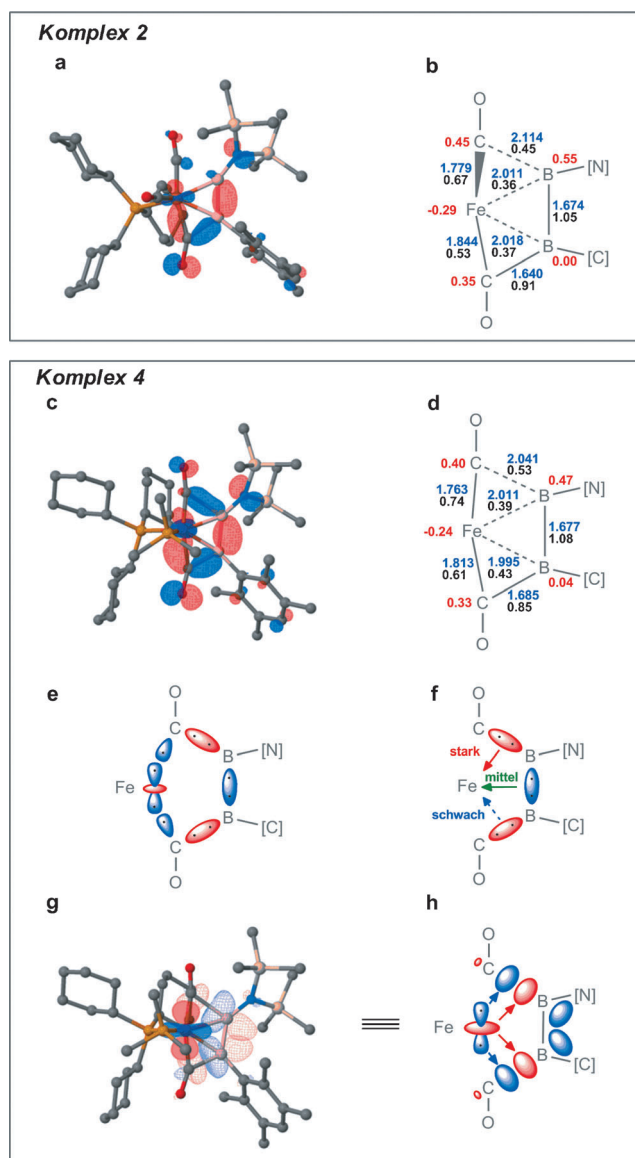 Komplex 2
a
b
O
C
0.45
2.114
0.45
0.55
B
[N]
1.779
0.67
2.011
0.36
Fe
-0.29
1.674
1.05
1.844
0.53
2.018
0.37
B
[C]
0.00
0.35
C
1.640
0.91
O
Komplex 4
c
d
O
0.40
C
2.041
0.53
0.47
B
[N]
1.763
0.74
2.011
0.39
-0.24
Fe
1.677
1.08
1.813
0.61
1.995
0.43
B
[C]
0.04
0.33
C
1.685
0.85
O
e
f
O
C
B
[N]
Fe
B
[C]
C
O
O
C
stark
B
[N]
Fe
mittel
schwach
B
[C]
C
O
g
h
O
C
B
[N]
Fe
B
[C]
C
O